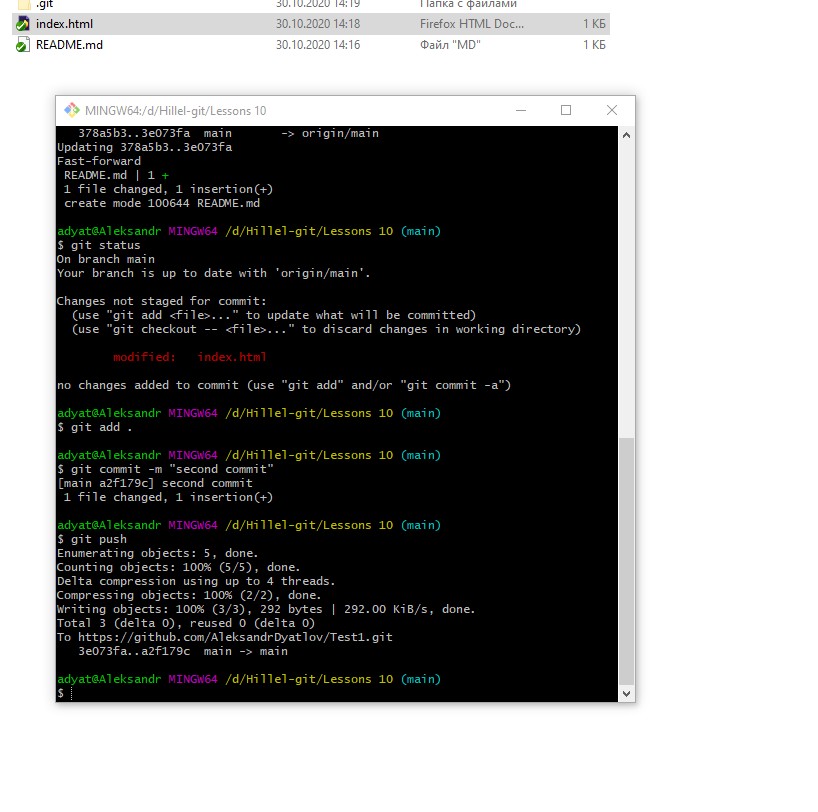 .git 30.10.2020 14:19 Папка с файлами
index.html 30.10.2020 14:18 Firefox HTML Doc... 1 КБ
README.md 30.10.2020 14:16 Файл "MD" 1 КБ
MINGW64:/d/Hillel-git/Lessons 10
378a5b3..3e073fa main -> origin/main
Updating 378a5b3..3e073fa
Fast-forward
README.md | 1 +
1 file changed, 1 insertion(+)
create mode 100644 README.md
adyat@Aleksandr MINGW64 /d/Hillel-git/Lessons 10 (main)
$ git status
On branch main
Your branch is up to date with 'origin/main'.
Changes not staged for commit:
(use "git add <file>..." to update what will be committed)
(use "git checkout -- <file>..." to discard changes in working directory)
modified: index.html
no changes added to commit (use "git add" and/or "git commit -a")
adyat@Aleksandr MINGW64 /d/Hillel-git/Lessons 10 (main)
$ git add .
adyat@Aleksandr MINGW64 /d/Hillel-git/Lessons 10 (main)
$ git commit -m "second commit"
[main a2f179c] second commit
1 file changed, 1 insertion(+)
adyat@Aleksandr MINGW64 /d/Hillel-git/Lessons 10 (main)
$ git push
Enumerating objects: 5, done.
Counting objects: 100% (5/5), done.
Delta compression using up to 4 threads.
Compressing objects: 100% (2/2), done.
Writing objects: 100% (3/3), 292 bytes | 292.00 KiB/s, done.
Total 3 (delta 0), reused 0 (delta 0)
To https://github.com/AleksandrDyatlov/Test1.git
3e073fa..a2f179c main -> main
adyat@Aleksandr MINGW64 /d/Hillel-git/Lessons 10 (main)
$